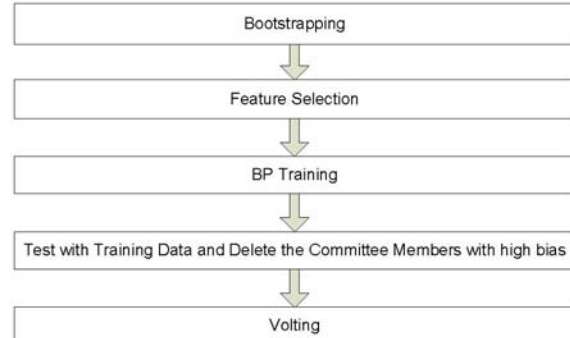 Bootstrapping
Feature Selection
BP Training
Test with Training Data and Delete the Committee Members with high bias
Volting